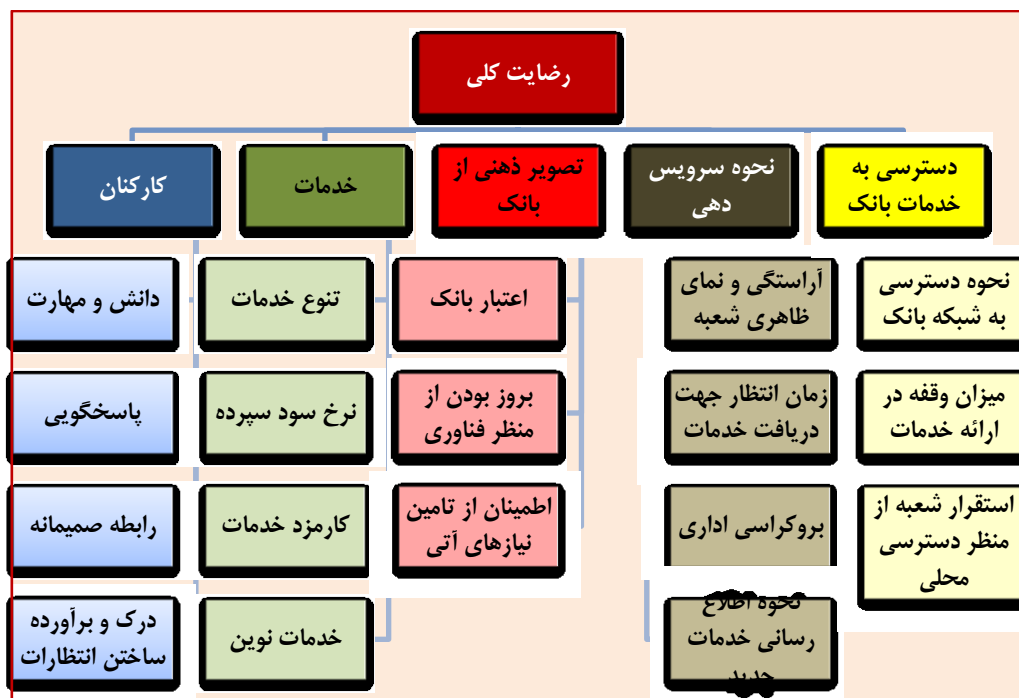 رضایت کلی
دسترسی به
خدمات بانک
نحوه سرویس
دهی
تصویر ذهنی از
بانک
خدمات
کارکنان
نحوه دسترسی
به شبکه بانک
میزان وقفه در
ارائه خدمات
استقرار شعبه از
منظر دسترسی
محلی
آراستگی و نمای
ظاهری شعبه
زمان انتظار جهت
دریافت خدمات
بروکراسی اداری
نحوه اطلاع
رسانی خدمات
جدید
اعتبار بانک
بروز بودن از
منظر فناوری
اطمینان از تامین
نیازهای آتی
تنوع خدمات
نرخ سود سپرده
کارمزد خدمات
خدمات نوین
دانش و مهارت
پاسخگویی
رابطه صمیمانه
درک و برآورده
ساختن انتظارات